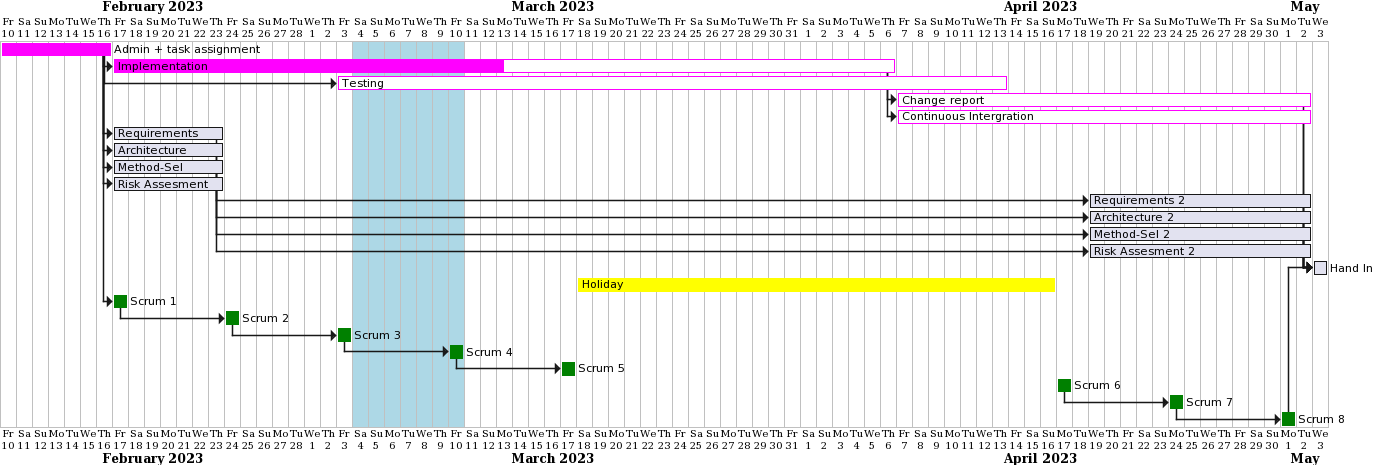 February 2023 March 2023 April 2023 May
Fr Sa Su Mo Tu We Th Fr Sa Su Mo Tu We Th Fr Sa Su Mo Tu We Th Fr Sa Su Mo Tu We Th Fr Sa Su Mo Tu We Th Fr Sa Su Mo Tu We Th Fr Sa Su Mo Tu We Th Fr Sa Su Mo Tu We Th Fr Sa Su Mo Tu We Th Fr Sa Su Mo Tu We Th Fr Sa Su Mo Tu We Th Fr Sa Su Mo Tu We
10 11 12 13 14 15 16 17 18 19 20 21 22 23 24 25 26 27 28 1 2 3 4 5 6 7 8 9 10 11 12 13 14 15 16 17 18 19 20 21 22 23 24 25 26 27 28 29 30 31 1 2 3 4 5 6 7 8 9 10 11 12 13 14 15 16 17 18 19 20 21 22 23 24 25 26 27 28 29 30 1 2 3
Admin + task assignment
Implementation
Testing
Change report
Continuous Intergration
Requirements
Architecture
Method-Sel
Risk Assesment
Requirements 2
Architecture 2
Method-Sel 2
Risk Assesment 2
Hand In
Holiday
Scrum 1
Scrum 2
Scrum 3
Scrum 4
Scrum 5
Scrum 6
Scrum 7
Scrum 8
Fr Sa Su Mo Tu We Th Fr Sa Su Mo Tu We Th Fr Sa Su Mo Tu We Th Fr Sa Su Mo Tu We Th Fr Sa Su Mo Tu We Th Fr Sa Su Mo Tu We Th Fr Sa Su Mo Tu We Th Fr Sa Su Mo Tu We Th Fr Sa Su Mo Tu We Th Fr Sa Su Mo Tu We Th Fr Sa Su Mo Tu We Th Fr Sa Su Mo Tu We
10 11 12 13 14 15 16 17 18 19 20 21 22 23 24 25 26 27 28 1 2 3 4 5 6 7 8 9 10 11 12 13 14 15 16 17 18 19 20 21 22 23 24 25 26 27 28 29 30 31 1 2 3 4 5 6 7 8 9 10 11 12 13 14 15 16 17 18 19 20 21 22 23 24 25 26 27 28 29 30 1 2 3
February 2023 March 2023 April 2023 May